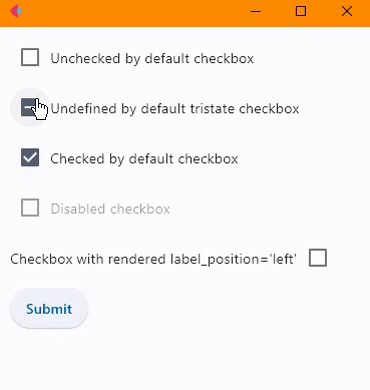 Unchecked by default checkbox
Undefined by default tristate checkbox
Checked by default checkbox
Disabled checkbox
Checkbox with rendered label_position='left'
Submit